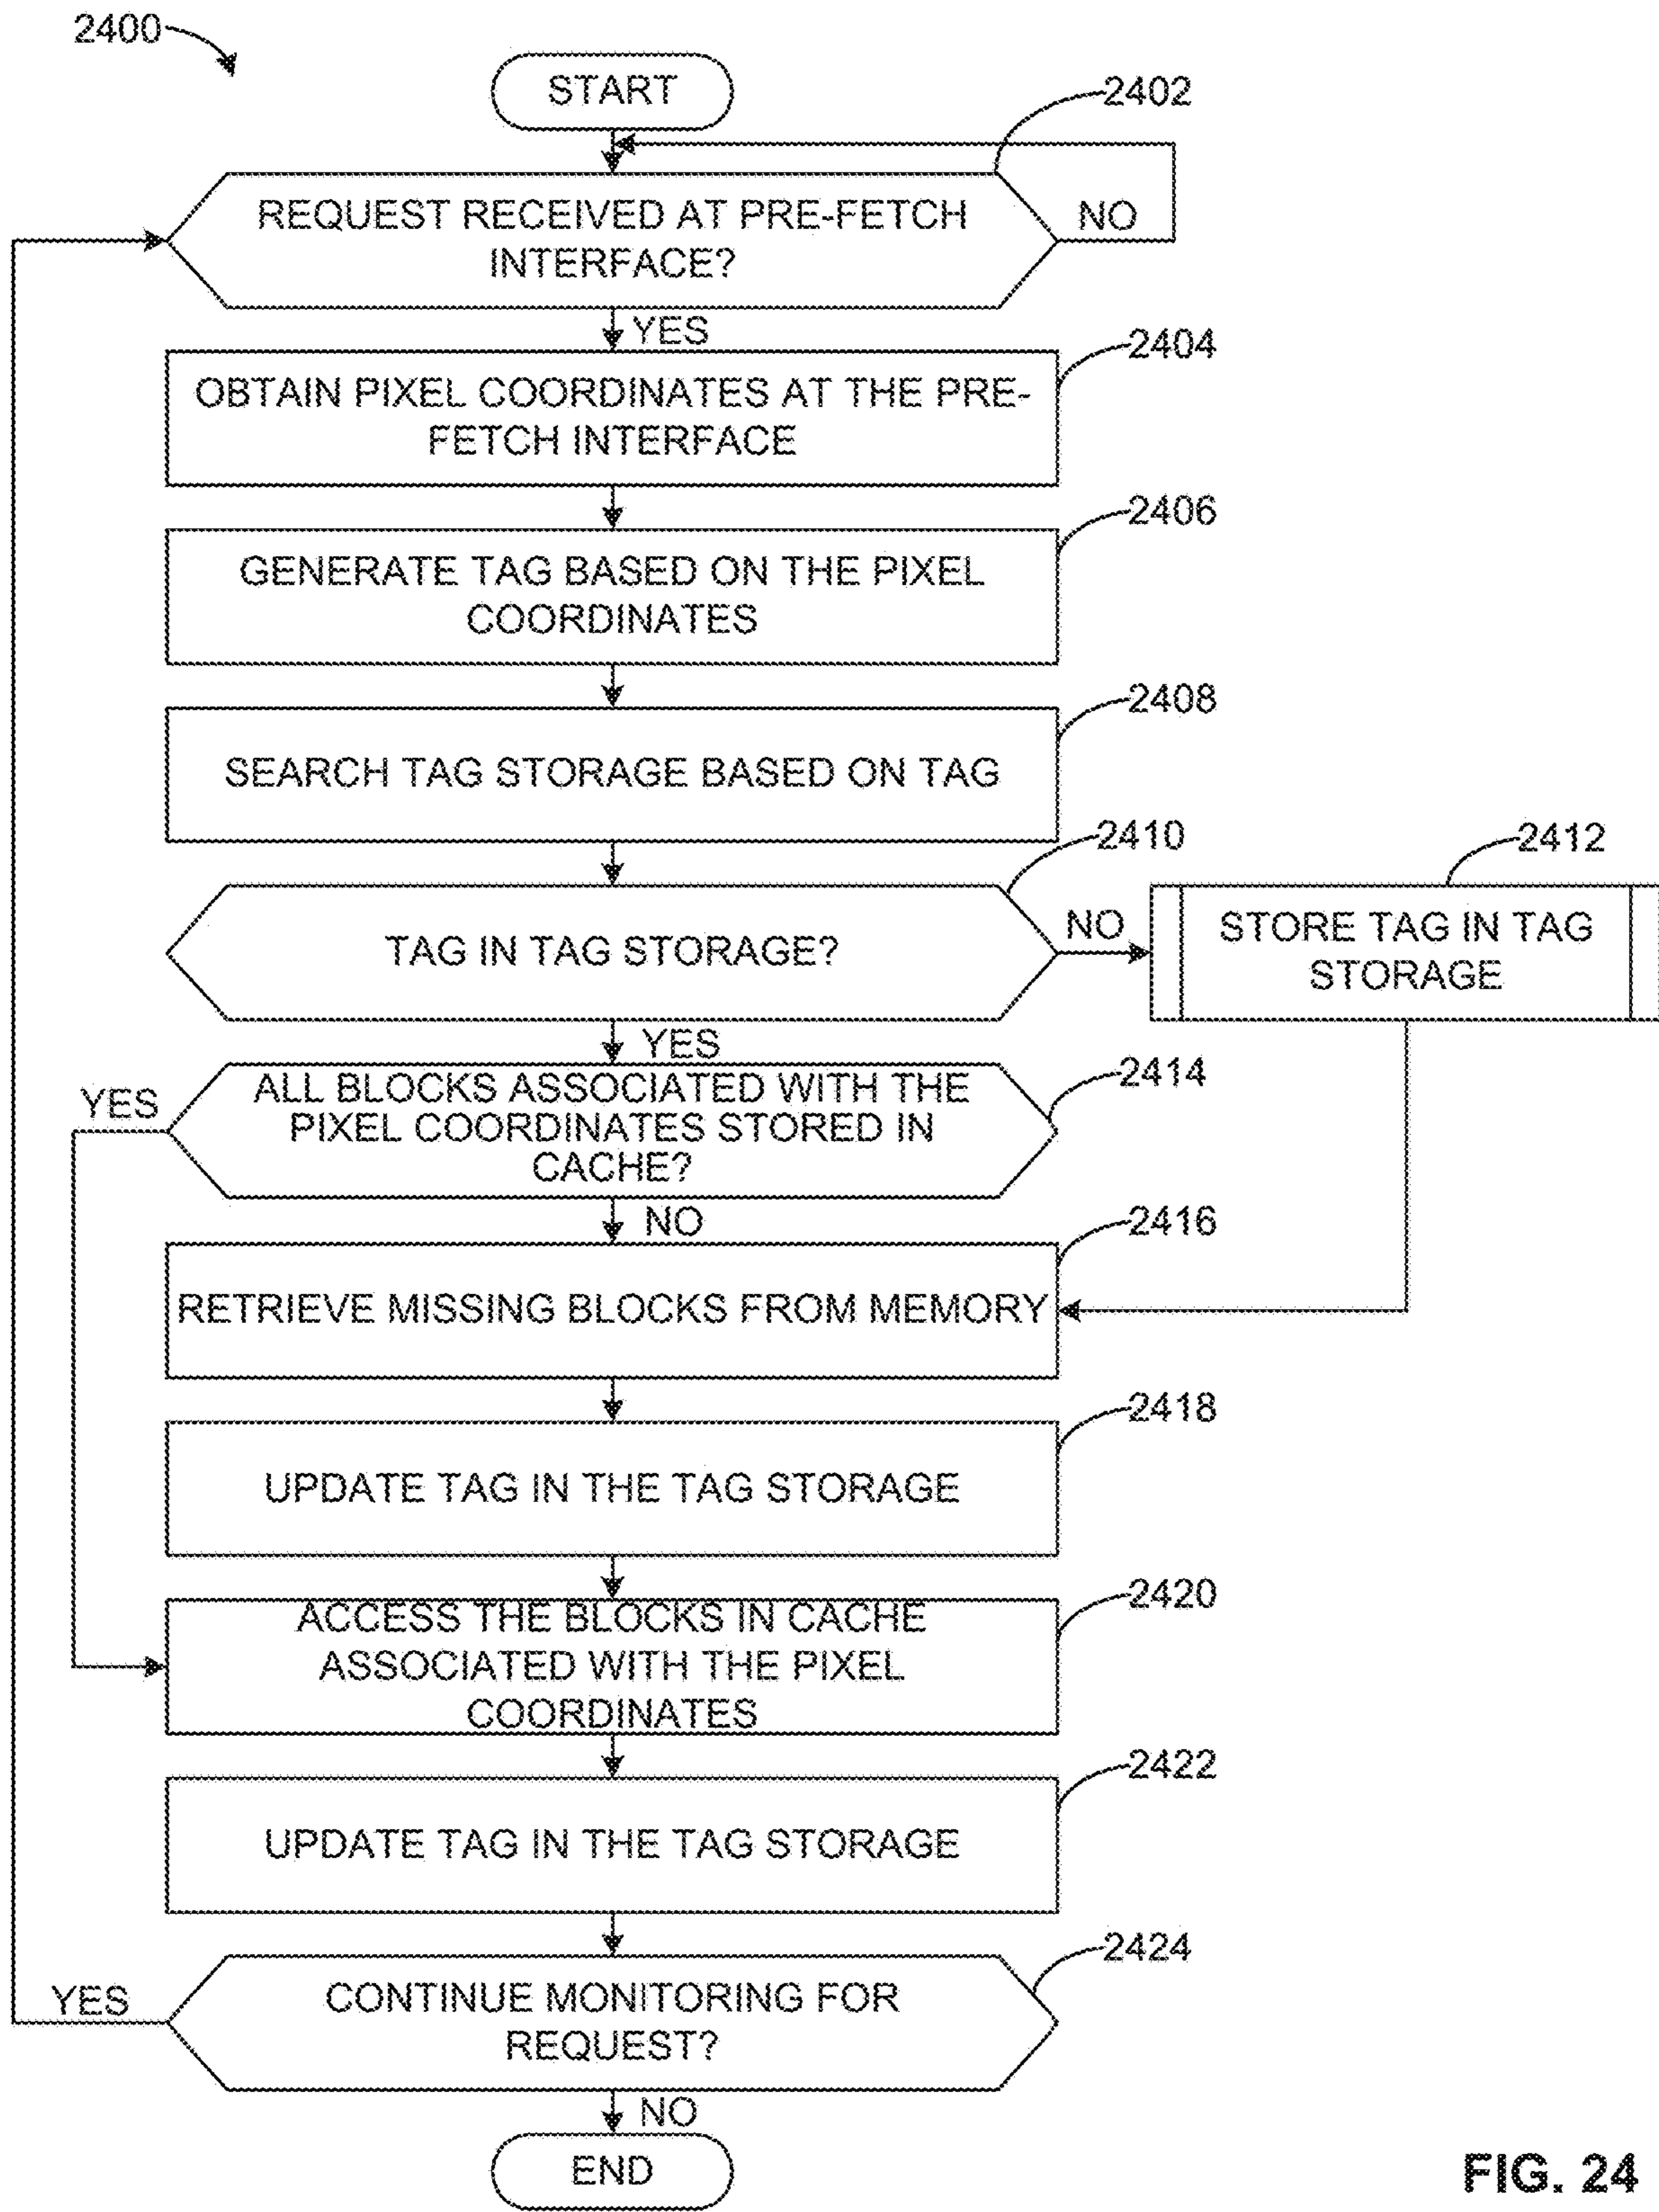 2400
START
2402
REQUEST RECEIVED AT PRE-FETCH
INTERFACE?
NO
YES
2404
OBTAIN PIXEL COORDINATES AT THE PRE-
FETCH INTERFACE
2406
GENERATE TAG BASED ON THE PIXEL
COORDINATES
2408
SEARCH TAG STORAGE BASED ON TAG
2410
TAG IN TAG STORAGE?
NO
2412
STORE TAG IN TAG
STORAGE
YES
2414
ALL BLOCKS ASSOCIATED WITH THE
PIXEL COORDINATES STORED IN
CACHE?
YES
NO
2416
RETRIEVE MISSING BLOCKS FROM MEMORY
2418
UPDATE TAG IN THE TAG STORAGE
2420
ACCESS THE BLOCKS IN CACHE
ASSOCIATED WITH THE PIXEL
COORDINATES
2422
UPDATE TAG IN THE TAG STORAGE
2424
CONTINUE MONITORING FOR
REQUEST?
YES
NO
END
FIG. 24